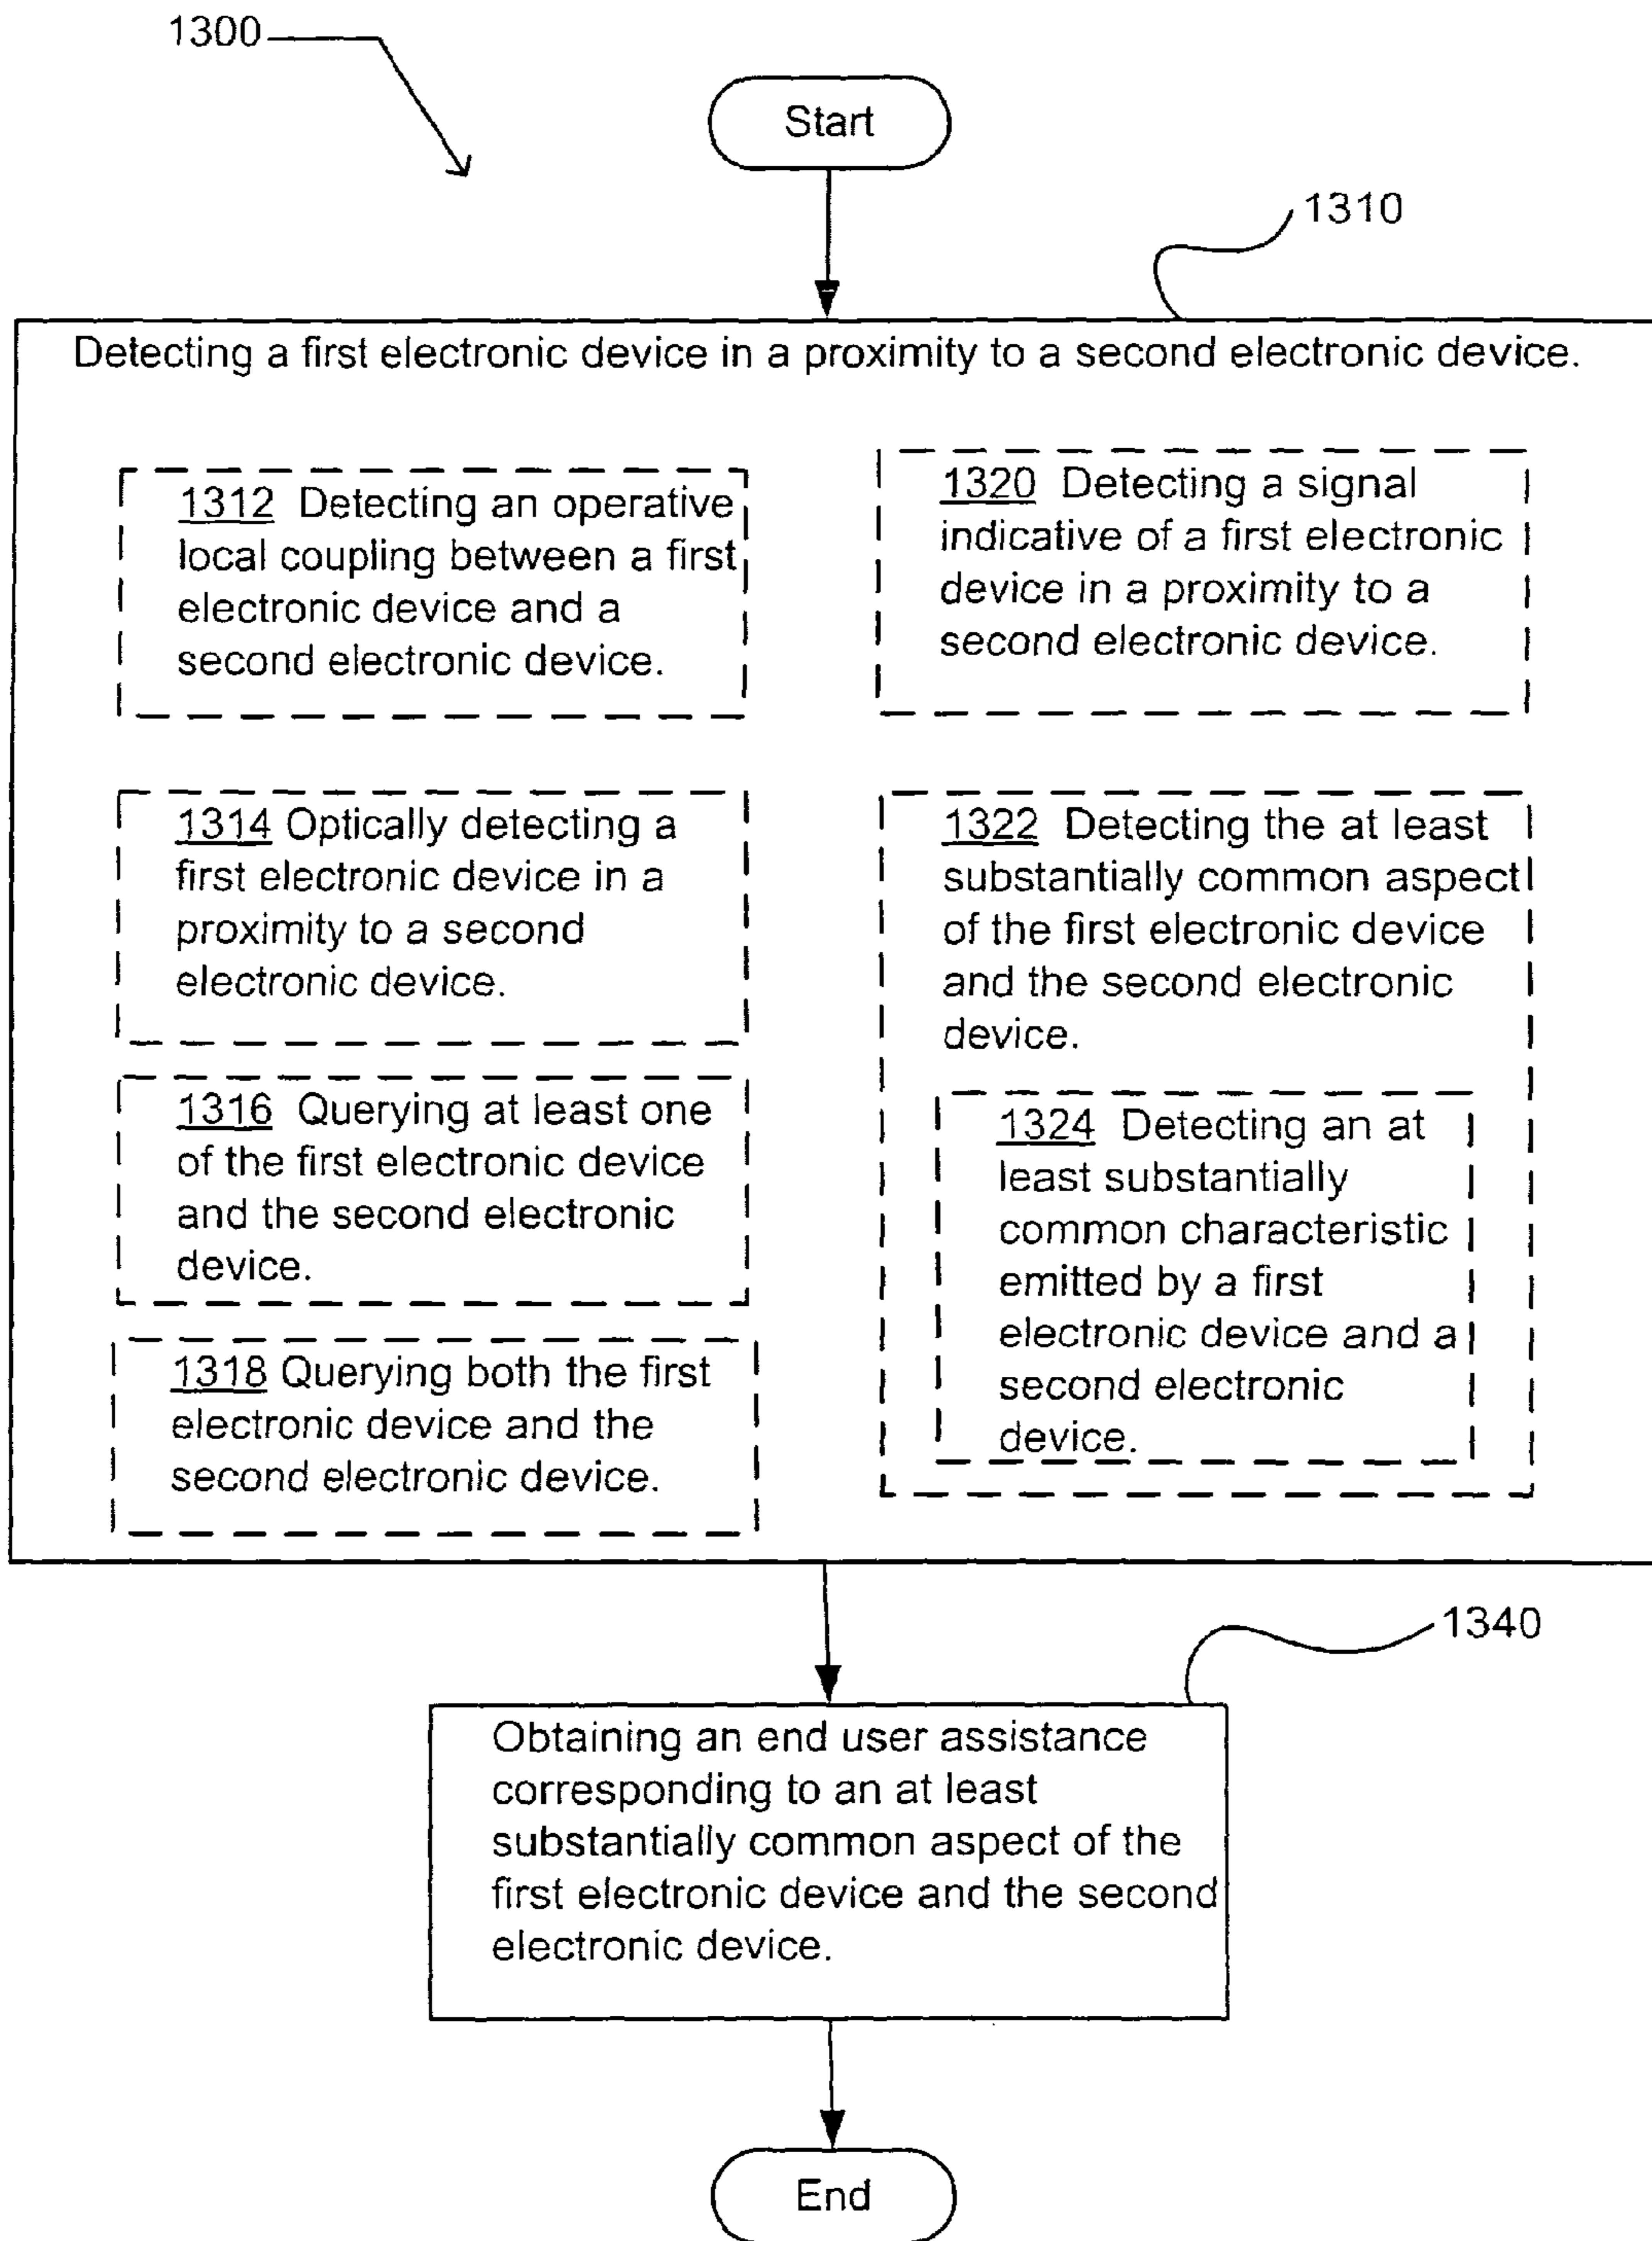 1300
Start
1310
Detecting a first electronic device in a proximity to a second electronic device.
1312 Detecting an operative
local coupling between a first
electronic device and a
second electronic device.
1314 Optically detecting a
first electronic device in a
proximity to a second
electronic device.
1316 Querying at least one
of the first electronic device
and the second electronic
device.
1318 Querying both the first
electronic device and the
second electronic device.
1320 Detecting a signal
indicative of a first electronic
device in a proximity to a
second electronic device.
1322 Detecting the at least
substantially common aspect
of the first electronic device
and the second electronic
device.
1324 Detecting an at
least substantially
common characteristic
emitted by a first
electronic device and a
second electronic
device.
1340
Obtaining an end user assistance
corresponding to an at least
substantially common aspect of the
first electronic device and the second
electronic device.
End